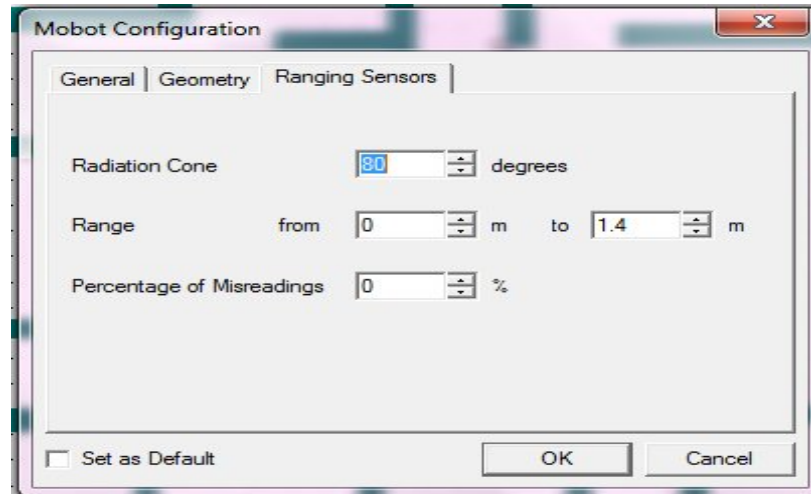 Mobot Configuration
General Geometry Ranging Sensors
Radiation Cone 80 degrees
Range from 0 m to 1.4 m
Percentage of Misreadings 0 %
Set as Default OK Cancel